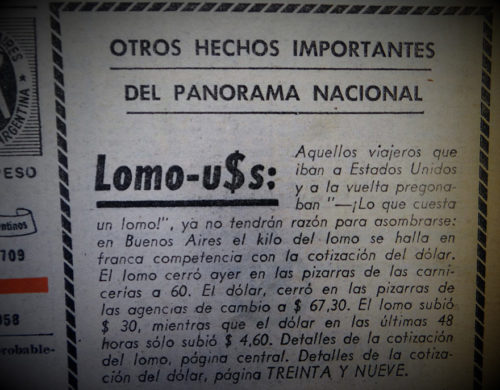 AIRES
ARGENTINA
PESO
entinos
709
958
probable-
OTROS HECHOS IMPORTANTES
DEL PANORAMA NACIONAL
Lomo-u$s:
Aquellos viajeros que
iban a Estados Unidos
y a la vuelta pregona-
ban "—¡Lo que cuesta
un lomo!", ya no tendrán razón para asombrarse:
en Buenos Aires el kilo del lomo se halla en
franca competencia con la cotización del dólar.
El lomo cerró ayer en las pizarras de las carni-
cerías a 60. El dólar, cerró en las pizarras de
las agencias de cambio a $ 67,30. El lomo subió
$ 30, mientras que el dólar en las últimas 48
horas sólo subió $ 4,60. Detalles de la cotización
del lomo, página central. Detalles de la cotiza-
ción del dólar, página TREINTA Y NUEVE.